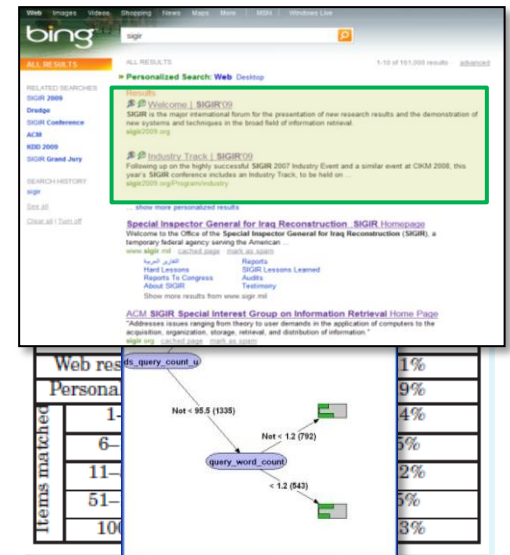 Web Images Videos Shopping News Maps More MSN Windows Live
bing
sigir
ALL RESULTS
ALL RESULTS 1-10 of 161,000 results advanced
Personalized Search: Web Desktop
RELATED SEARCHES
SIGIR 2009
Drudge
SIGIR Conference
ACM
KDD 2009
SIGIR Grand Jury
SEARCH HISTORY
sigir
See all
Clear all | Turn off
Results
Welcome | SIGIR'09
SIGIR is the major international forum for the presentation of new research results and the demonstration of
new systems and techniques in the broad field of information retrieval.
sigir2009.org
Industry Track | SIGIR'09
Following up on the highly successful SIGIR 2007 Industry Event and a similar event at CIKM 2008, this
year's SIGIR conference includes an Industry Track, to be held on ...
sigir2009.org/Program/industry
... show more personalized results
Special Inspector General for Iraq Reconstruction SIGIR Homepage
Welcome to the Office of the Special Inspector General for Iraq Reconstruction (SIGIR), a
temporary federal agency serving the American ...
www.sigir.mil cached page mark as spam
التقارير العربية Reports
Hard Lessons SIGIR Lessons Learned
Reports To Congress Audits
About SIGIR Testimony
Show more results from www.sigir.mil
ACM SIGIR Special Interest Group on Information Retrieval Home Page
"Addresses issues ranging from theory to user demands in the application of computers to the
acquisition, organization, storage, retrieval, and distribution of information."
sigir.org cached page mark as spam
Web res ds_query_count_u 1%
Persona 9%
Items matched
1- Not < 95.5 (1335) 4%
6- Not < 1.2 (792) 5%
11- query_word_count 2%
51- < 1.2 (543) 5%
100 3%